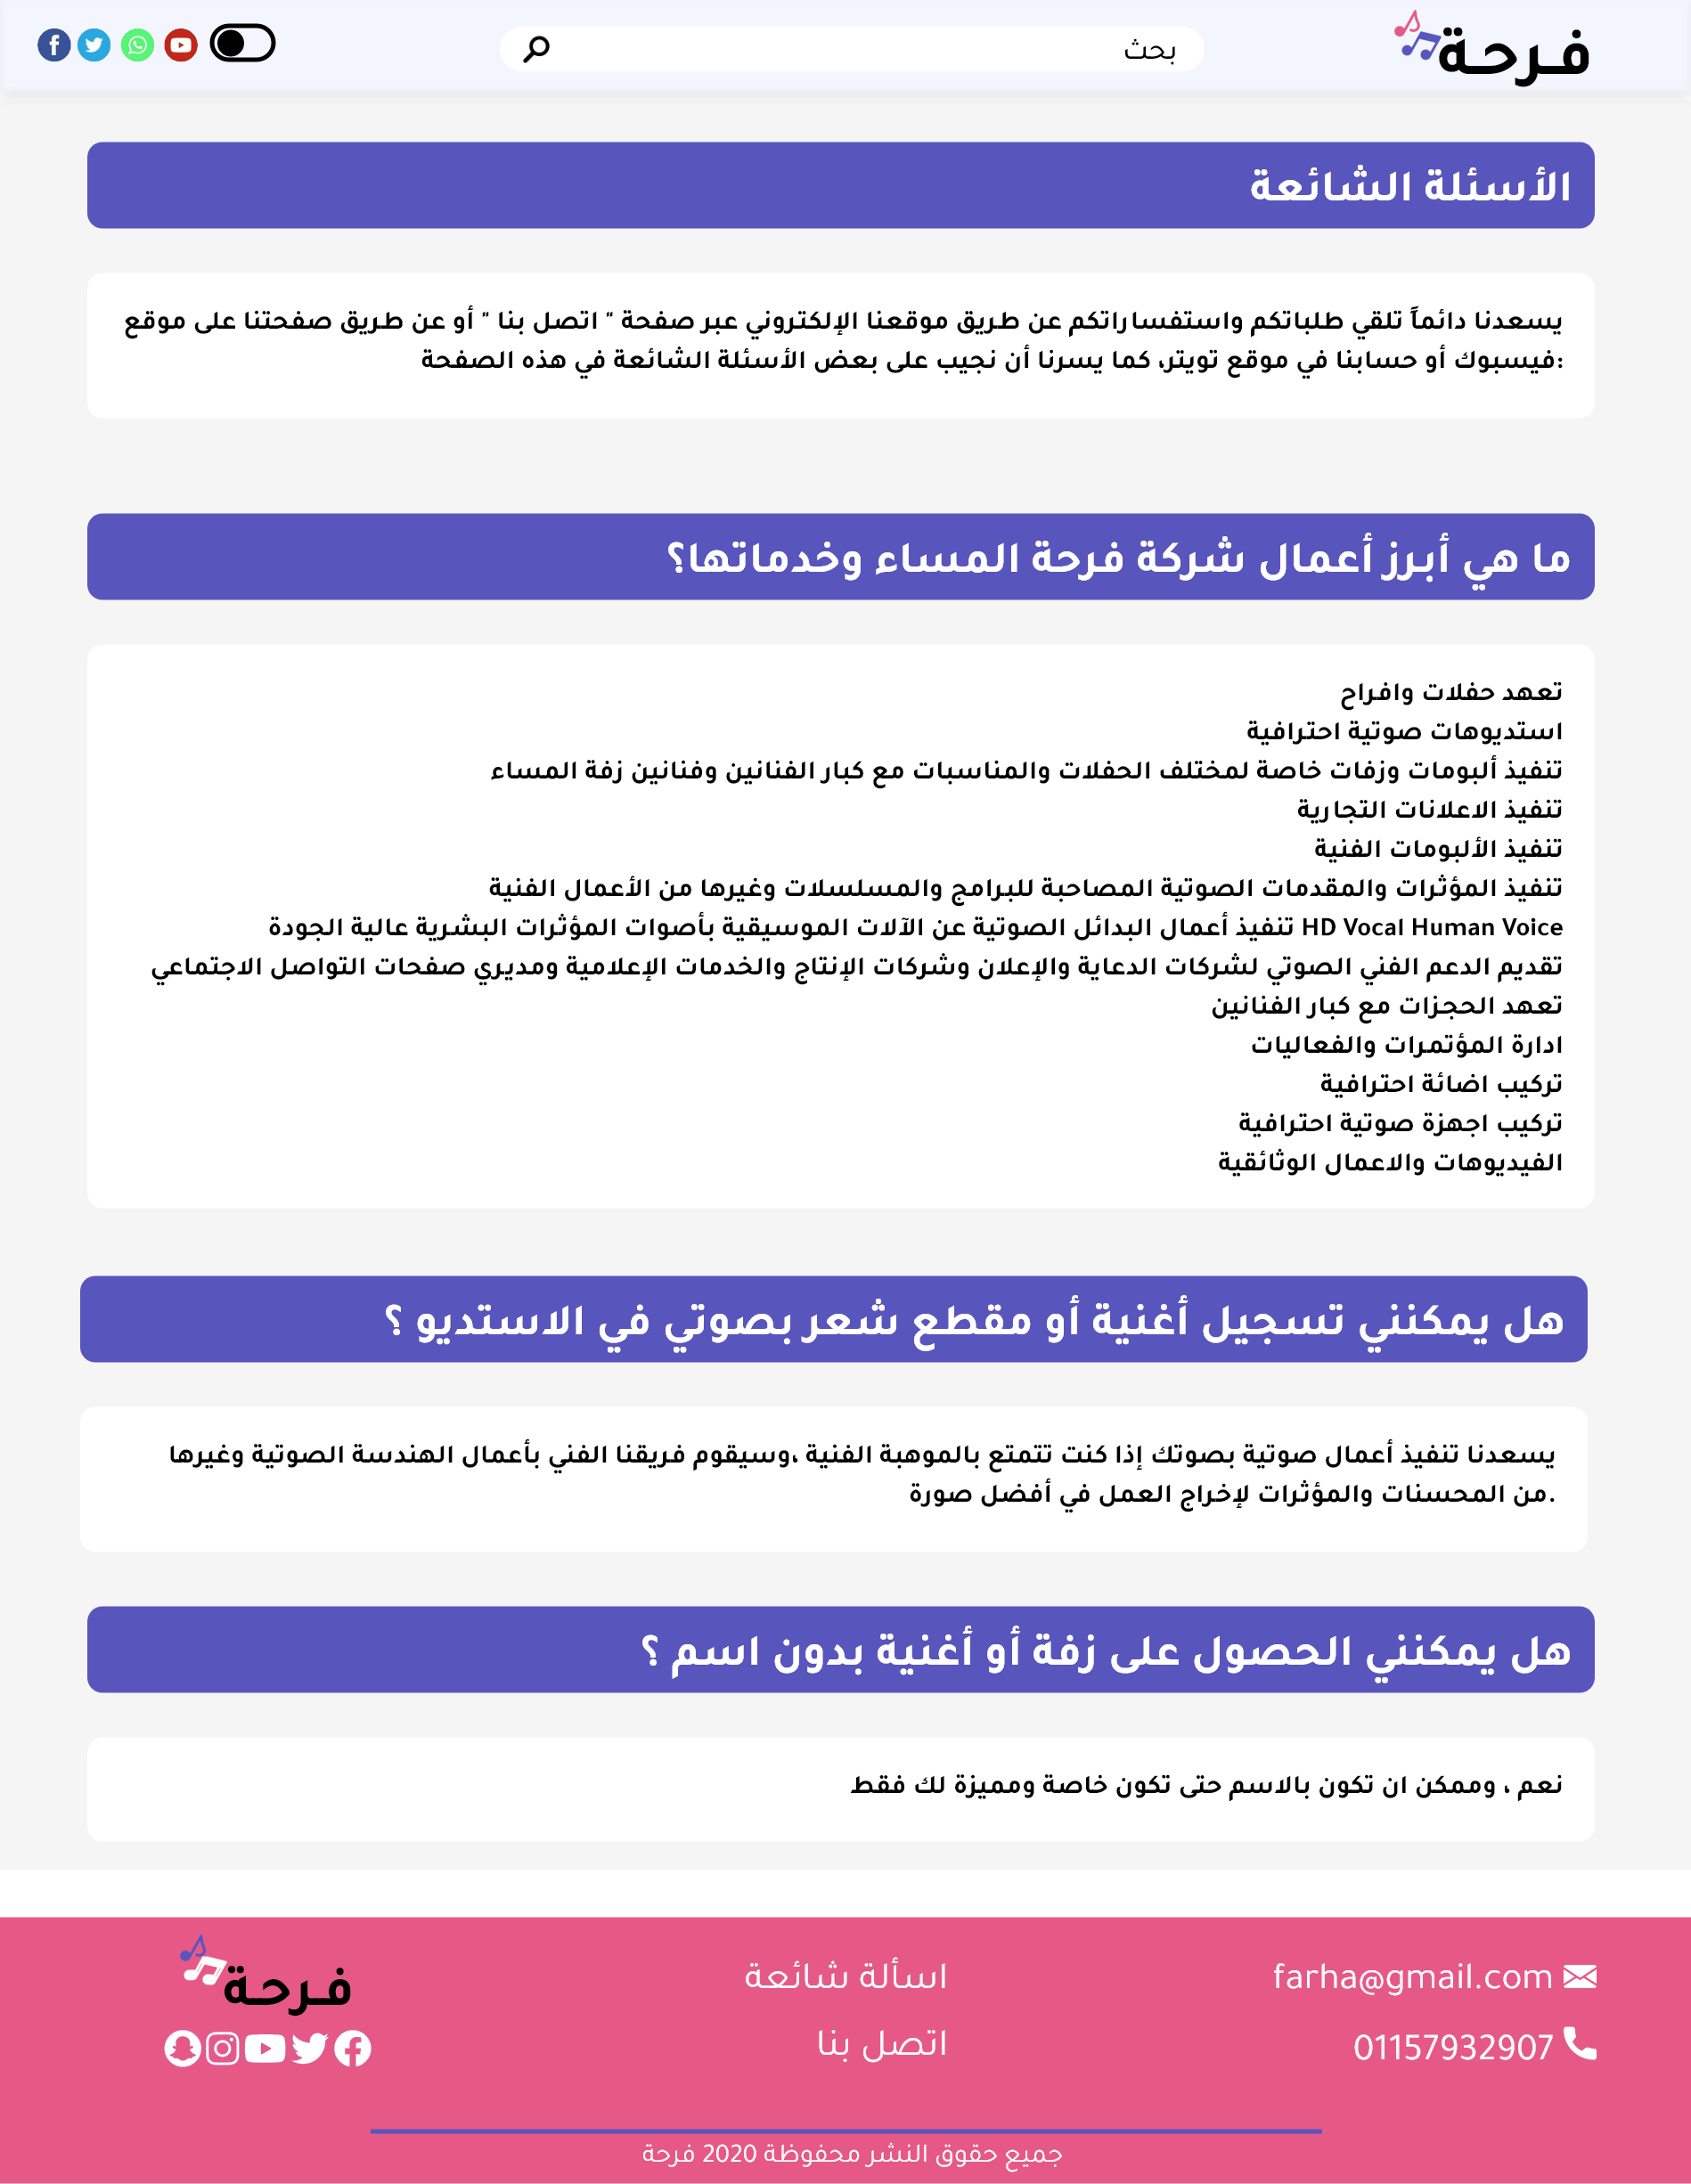 فرحة
بحث
الأسئلة الشائعة
يسعدنا دائماً تلقي طلباتكم واستفساراتكم عن طريق موقعنا الإلكتروني عبر صفحة " اتصل بنا " أو عن طريق صفحتنا على موقع
فيسبوك أو حسابنا في موقع تويتر، كما يسرنا أن نجيب على بعض الأسئلة الشائعة في هذه الصفحة:
ما هي أبرز أعمال شركة فرحة المساء وخدماتها؟
تعهد حفلات وافراح
استديوهات صوتية احترافية
تنفيذ ألبومات وزفات خاصة لمختلف الحفلات والمناسبات مع كبار الفنانين وفنانين زفة المساء
تنفيذ الاعلانات التجارية
تنفيذ الألبومات الفنية
تنفيذ المؤثرات والمقدمات الصوتية المصاحبة للبرامج والمسلسلات وغيرها من الأعمال الفنية
HD Vocal Human Voice تنفيذ أعمال البدائل الصوتية عن الآلات الموسيقية بأصوات المؤثرات البشرية عالية الجودة
تقديم الدعم الفني الصوتي لشركات الدعاية والإعلان وشركات الإنتاج والخدمات الإعلامية ومديري صفحات التواصل الاجتماعي
تعهد الحجزات مع كبار الفنانين
ادارة المؤتمرات والفعاليات
تركيب اضائة احترافية
تركيب اجهزة صوتية احترافية
الفيديوهات والاعمال الوثائقية
هل يمكنني تسجيل أغنية أو مقطع شعر بصوتي في الاستديو ؟
يسعدنا تنفيذ أعمال صوتية بصوتك إذا كنت تتمتع بالموهبة الفنية ،وسيقوم فريقنا الفني بأعمال الهندسة الصوتية وغيرها
من المحسنات والمؤثرات لإخراج العمل في أفضل صورة.
هل يمكنني الحصول على زفة أو أغنية بدون اسم ؟
نعم ، وممكن ان تكون بالاسم حتى تكون خاصة ومميزة لك فقط
farha@gmail.com
01157932907
اسألة شائعة
اتصل بنا
فرحة
جميع حقوق النشر محفوظة 2020 فرحة